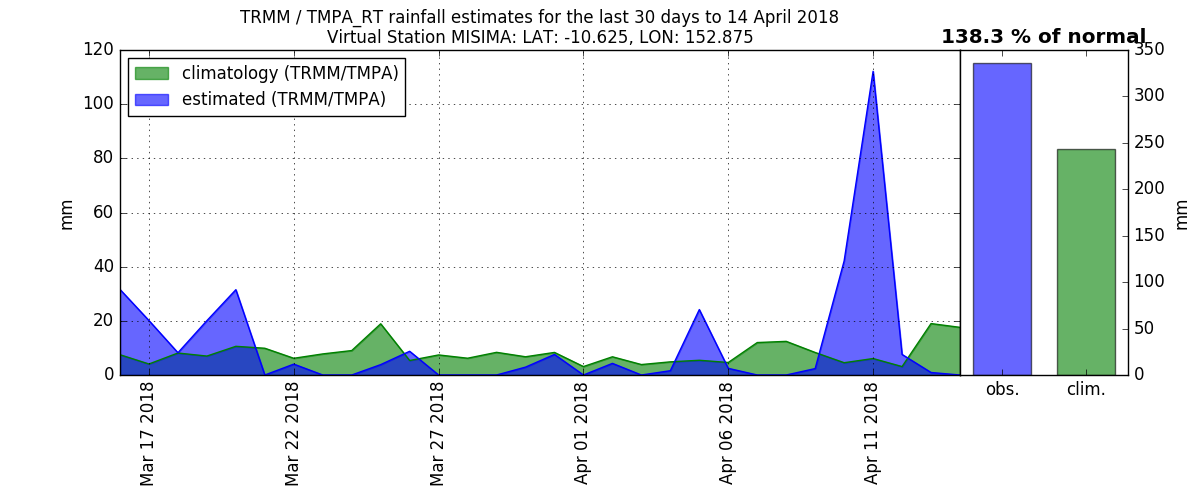 TRMM / TMPA_RT rainfall estimates for the last 30 days to 14 April 2018
Virtual Station MISIMA: LAT: -10.625, LON: 152.875
138.3 % of normal
climatology (TRMM/TMPA)
estimated (TRMM/TMPA)
120
100
80
60
40
20
0
mm
350
300
250
200
150
100
50
0
mm
Mar 17 2018
Mar 22 2018
Mar 27 2018
Apr 01 2018
Apr 06 2018
Apr 11 2018
obs.
clim.